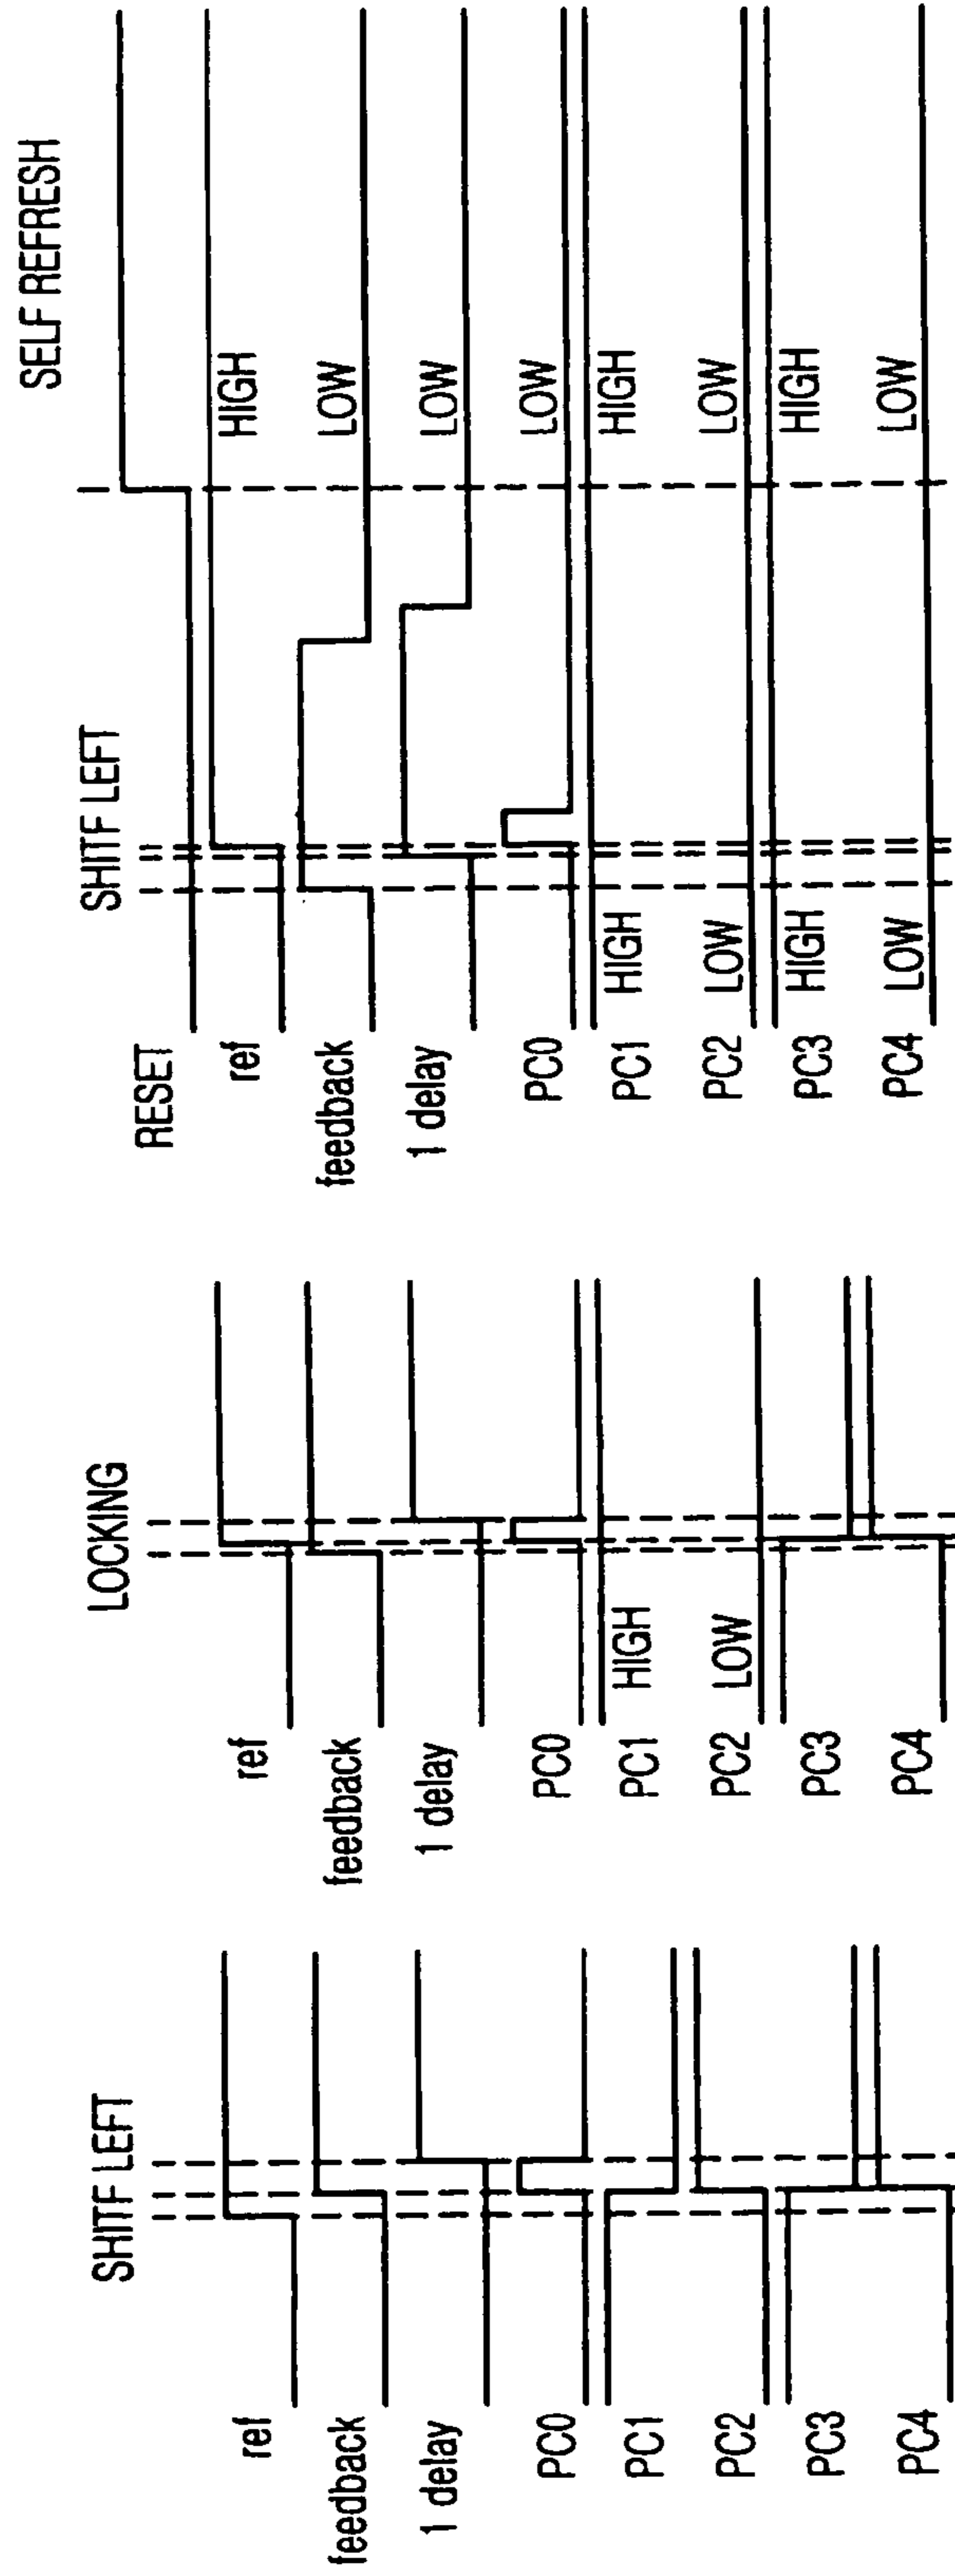 SHITF LEFT
ref
feedback
1 delay
PC0
PC1
PC2
PC3
PC4
LOCKING
ref
feedback
1 delay
PC0
PC1 HIGH
PC2 LOW
PC3
PC4
SHITF LEFT SELF REFRESH
RESET
ref HIGH
feedback LOW
1 delay LOW
PC0 LOW
PC1 HIGH HIGH
PC2 LOW LOW
PC3 HIGH HIGH
PC4 LOW LOW